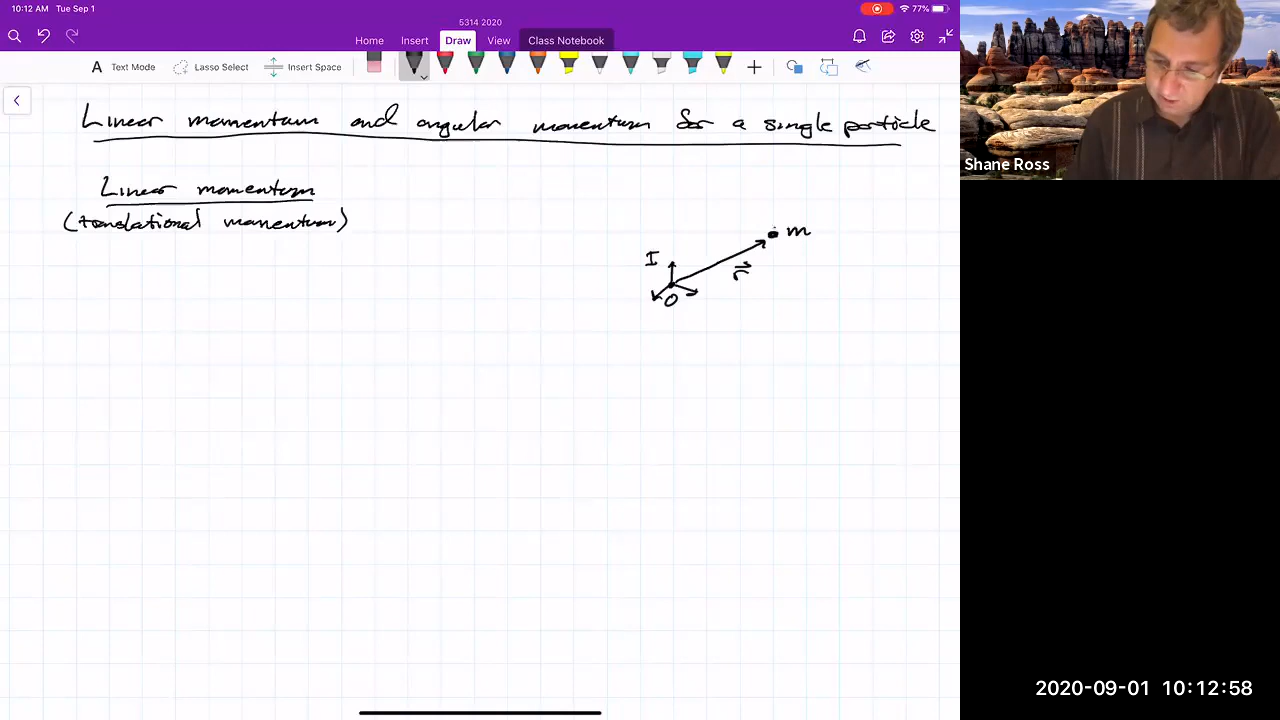 10:12 AM Tue Sep 1
77%
5314 2020
Home Insert Draw View Class Notebook
A Text Mode Lasso Select Insert Space
Linear momentum and angular momentum for a single particle
Linear momentum
(translational momentum)
m
I
r
O
Shane Ross
2020-09-01 10:12:58